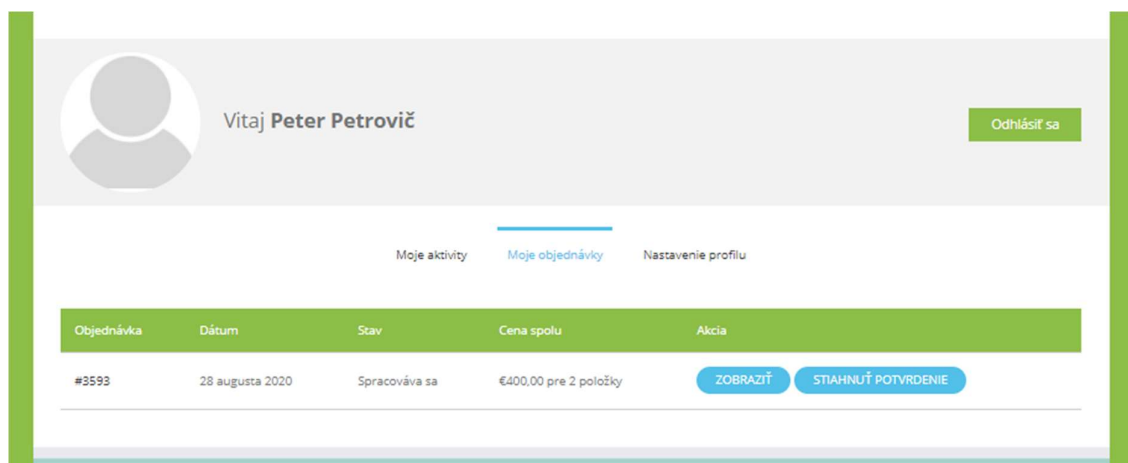 Vitaj Peter Petrovič
Odhlásiť sa
Moje aktivity Moje objednávky Nastavenie profilu
Objednávka Dátum Stav Cena spolu Akcia
#3593 28 augusta 2020 Spracováva sa €400,00 pre 2 položky ZOBRAZIŤ STIAHNUŤ POTVRDENIE